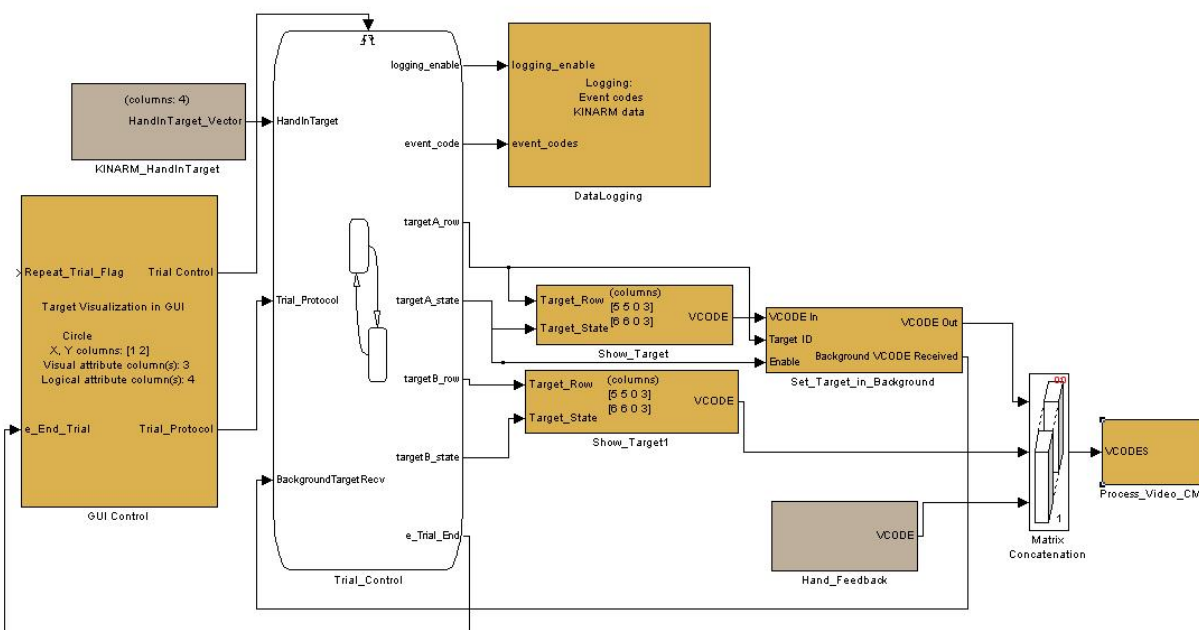 (columns: 4)
HandInTarget_Vector
KINARM_HandInTarget
Repeat_Trial_Flag
Trial Control
Target Visualization in GUI
Circle
X, Y columns: [1 2]
Visual attribute column(s): 3
Logical attribute column(s): 4
e_End_Trial
Trial_Protocol
GUI Control
HandInTarget
Trial_Protocol
BackgroundTargetRecv
logging_enable
event_code
targetA_row
targetA_state
targetB_row
targetB_state
e_Trial_End
Trial_Control
logging_enable
Logging:
Event codes
KINARM data
event_codes
DataLogging
(columns)
Target_Row
[5 5 0 3]
VCODE
Target_State
[6 6 0 3]
Show_Target
(columns)
Target_Row
[5 5 0 3]
VCODE
Target_State
[6 6 0 3]
Show_Target1
VCODE In
VCODE Out
Target ID
Background VCODE Received
Enable
Set_Target_in_Background
VCODE
Hand_Feedback
1
Matrix
Concatenation
VCODES
Process_Video_CM